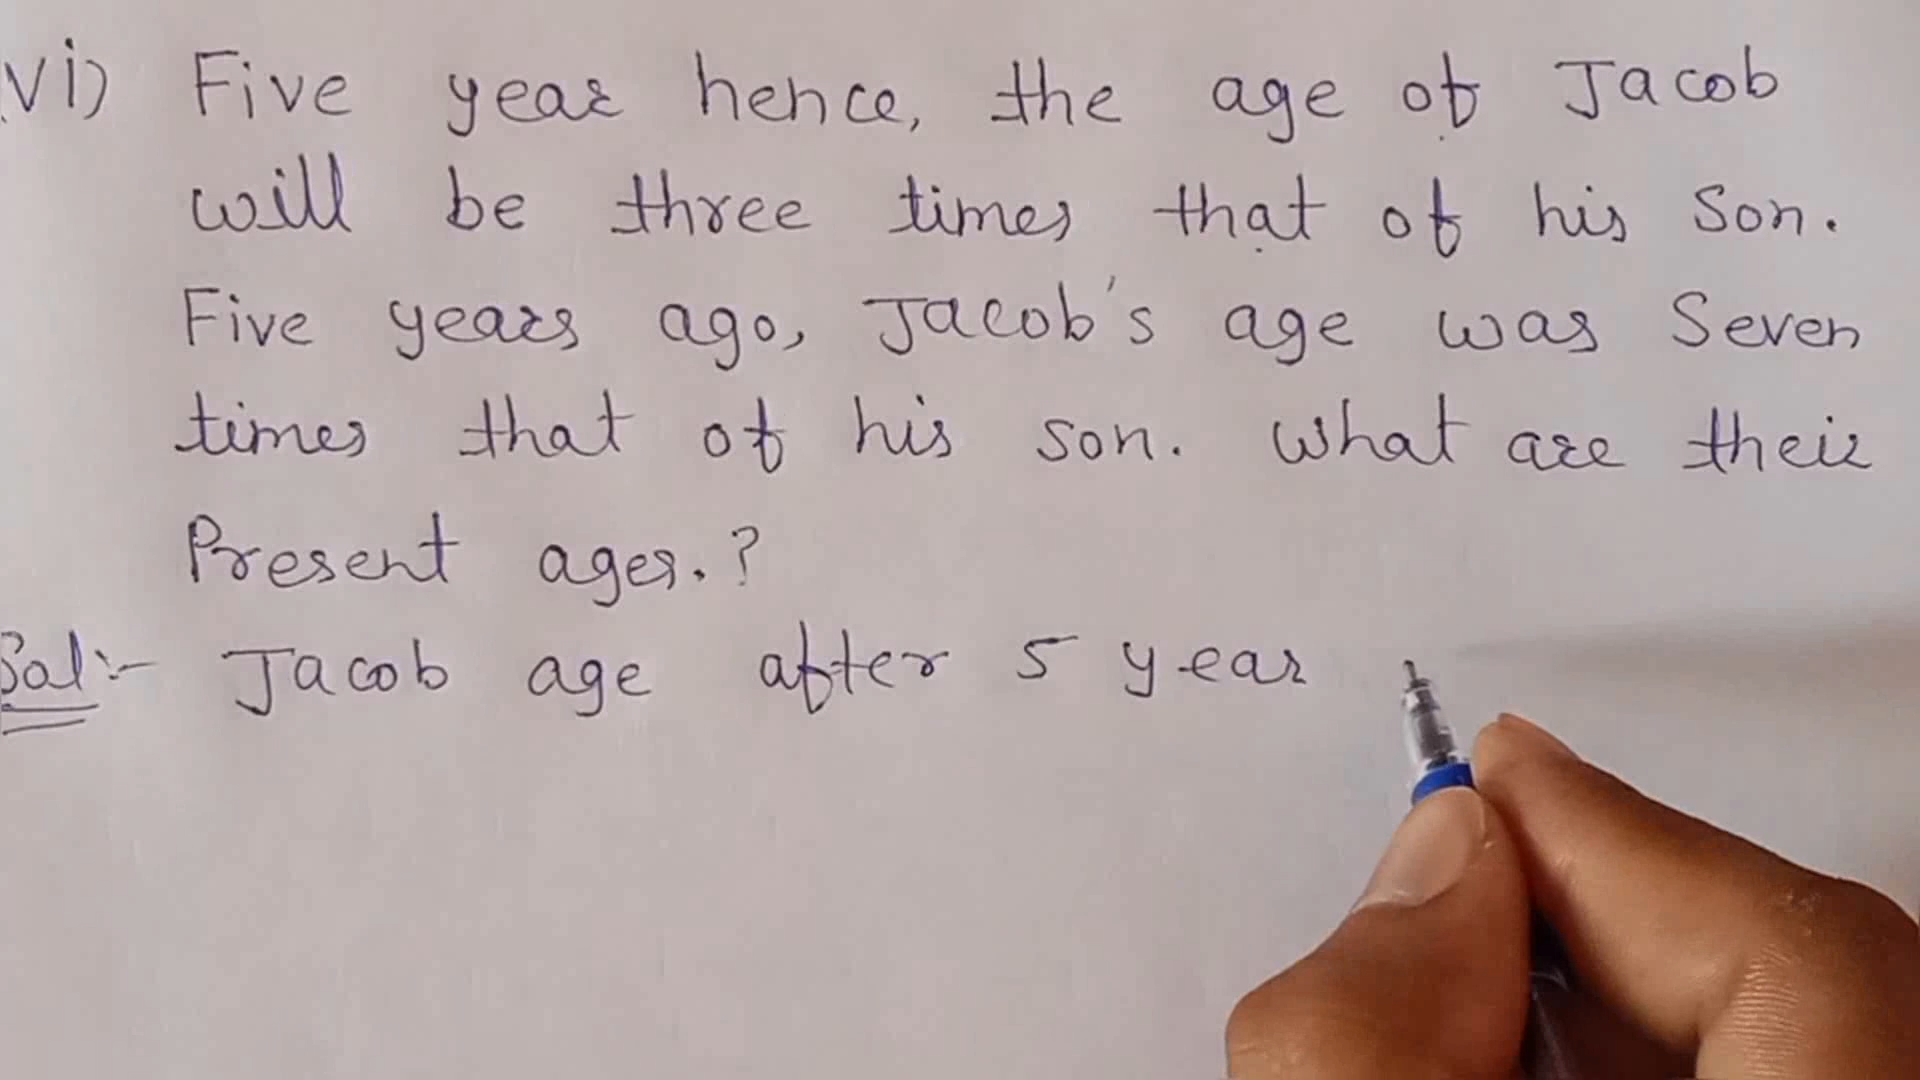 vi) Five year hence, the age of Jacob
will be three times that of his son.
Five years ago, Jacob's age was seven
times that of his son. What are their
Present ages.?
Sol:- Jacob age after 5 year